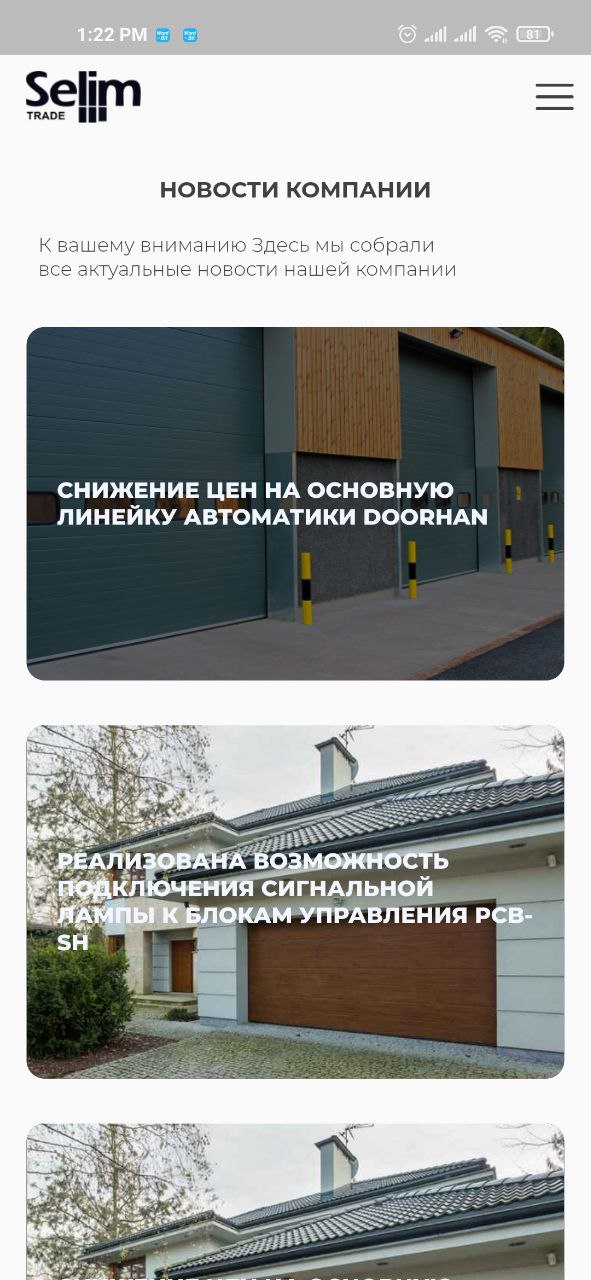 1:22 PM
81
Selim
TRADE
НОВОСТИ КОМПАНИИ
К вашему вниманию Здесь мы собрали
все актуальные новости нашей компании
СНИЖЕНИЕ ЦЕН НА ОСНОВНУЮ
ЛИНЕЙКУ АВТОМАТИКИ DOORHAN
РЕАЛИЗОВАНА ВОЗМОЖНОСТЬ
ПОДКЛЮЧЕНИЯ СИГНАЛЬНОЙ
ЛАМПЫ К БЛОКАМ УПРАВЛЕНИЯ PCB-
SH